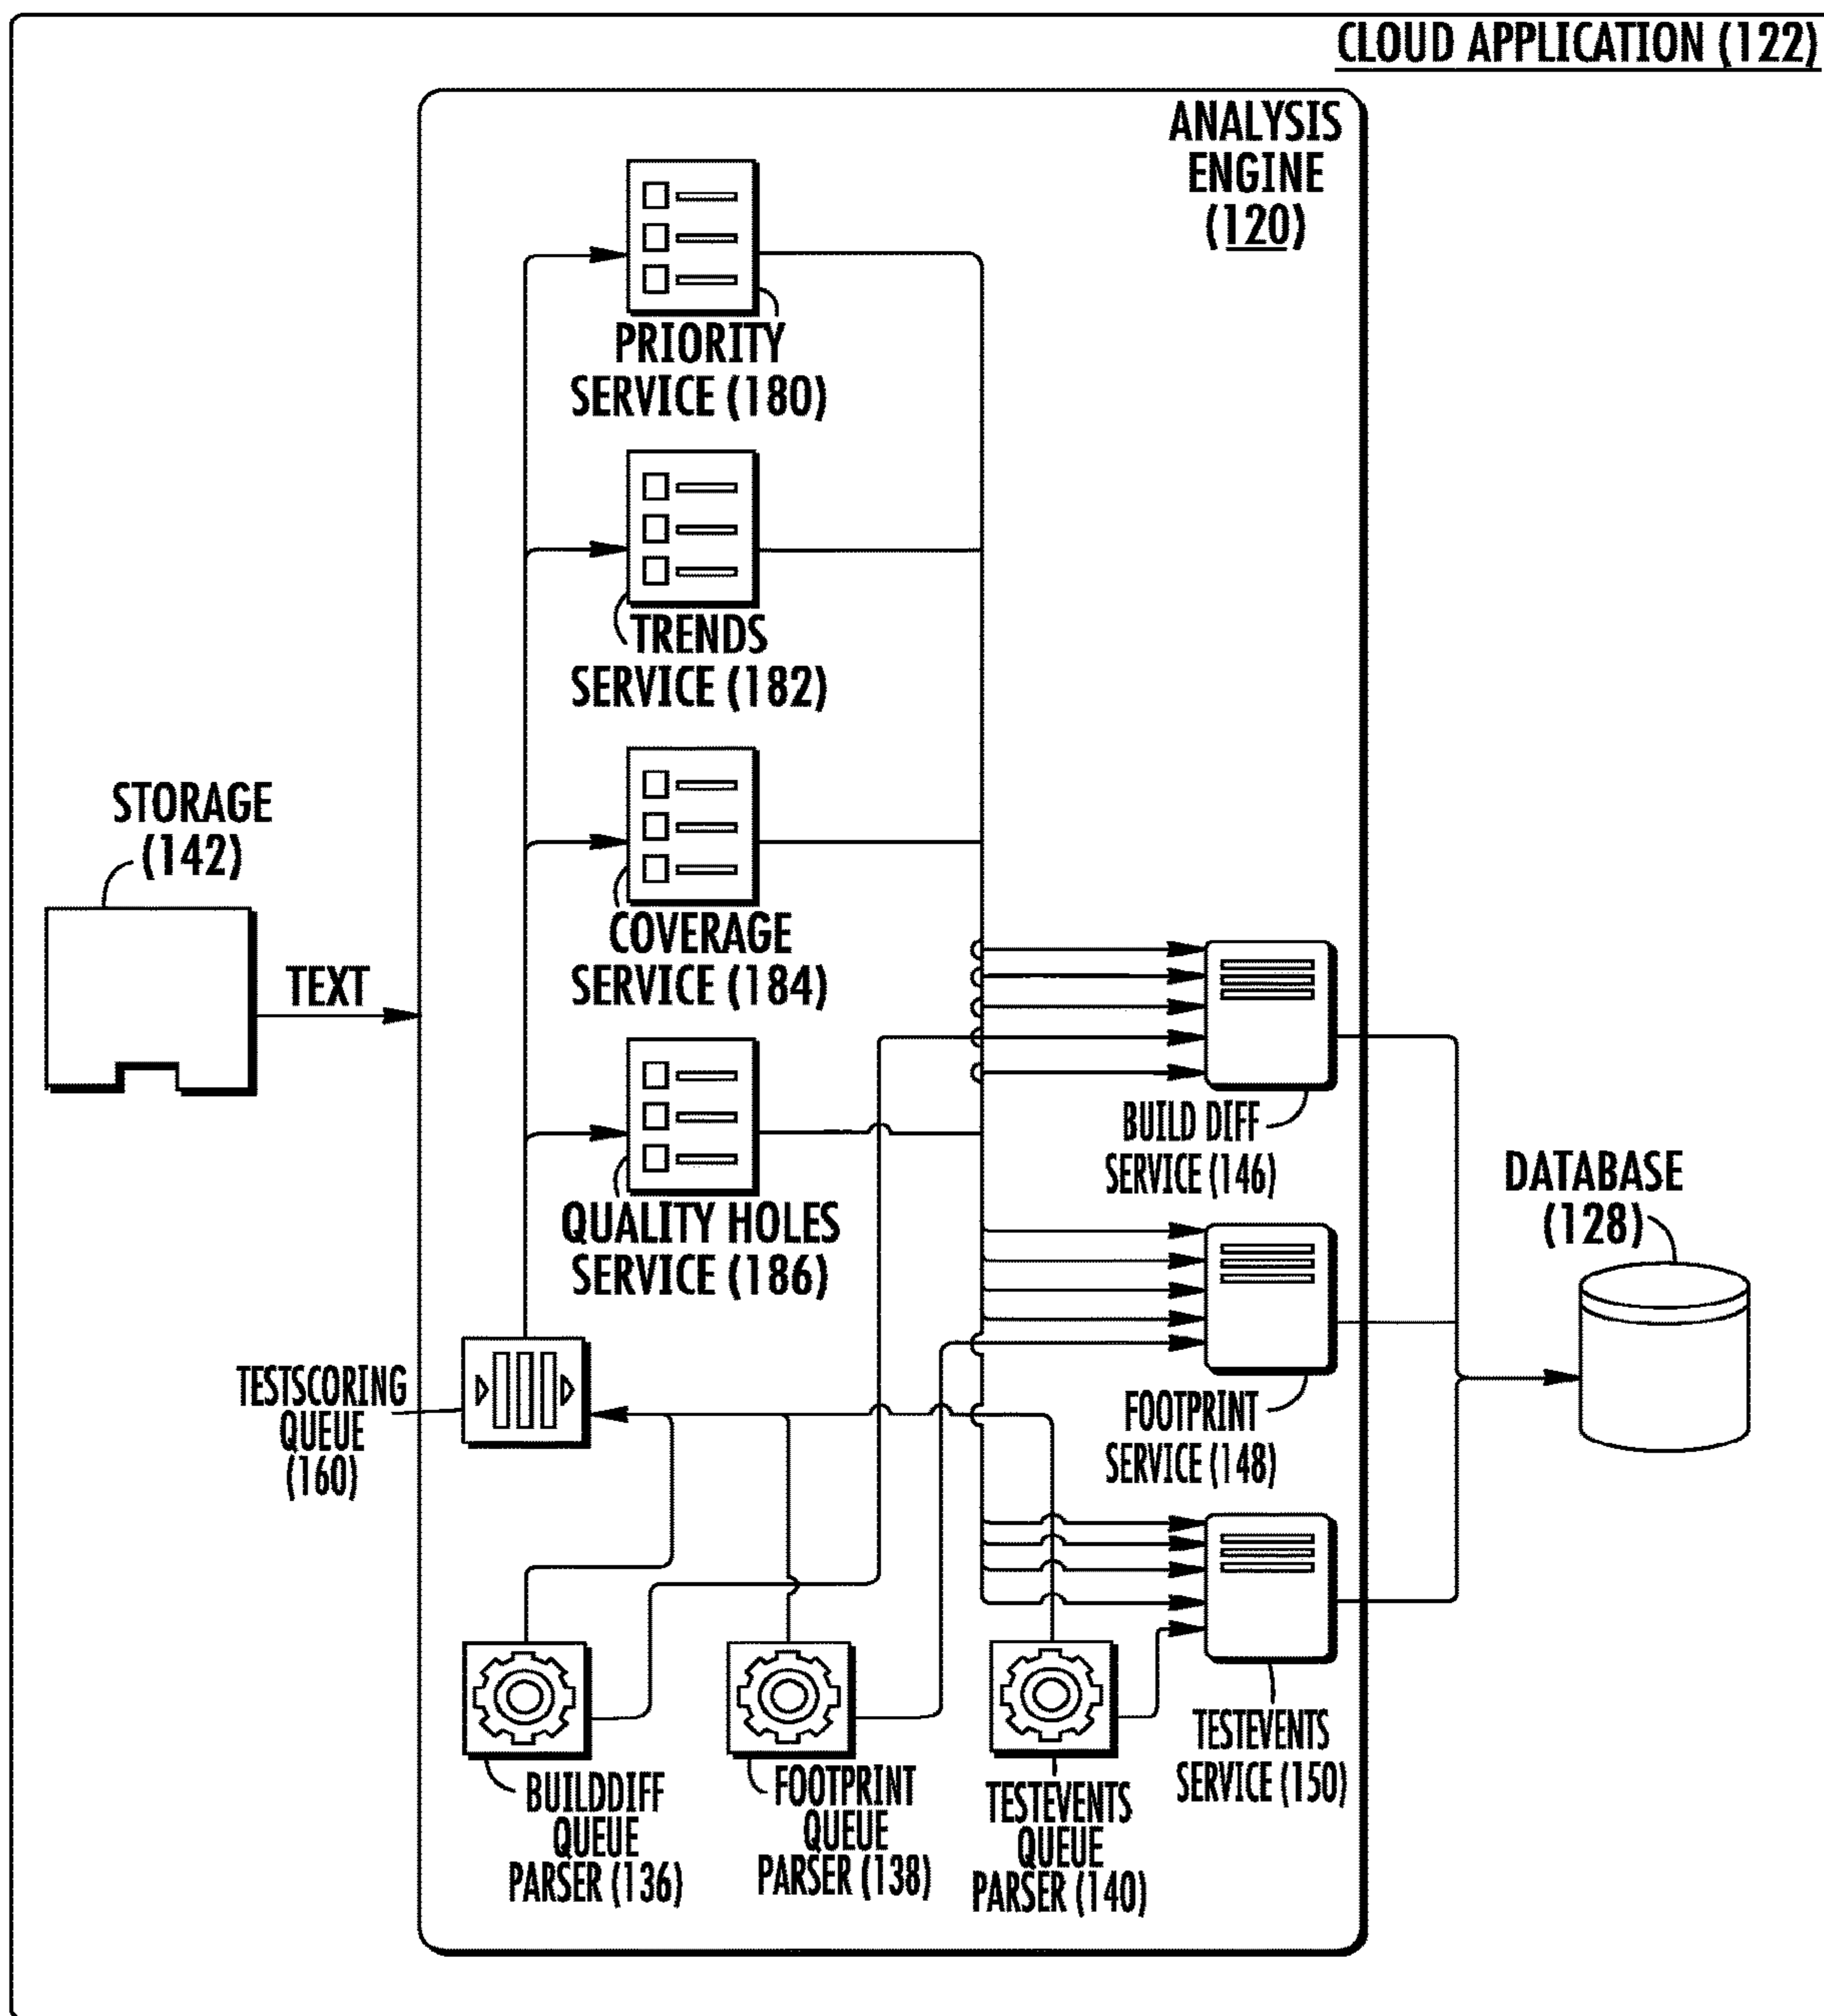 CLOUD APPLICATION (122)
ANALYSIS
ENGINE
(120)
PRIORITY
SERVICE (180)
TRENDS
SERVICE (182)
STORAGE
(142)
TEXT
COVERAGE
SERVICE (184)
BUILD DIFF
SERVICE (146)
DATABASE
(128)
QUALITY HOLES
SERVICE (186)
TESTSCORING
QUEUE
(160)
FOOTPRINT
SERVICE (148)
TESTEVENTS
SERVICE (150)
BUILDDIFF
QUEUE
PARSER (136)
FOOTPRINT
QUEUE
PARSER (138)
TESTEVENTS
QUEUE
PARSER (140)